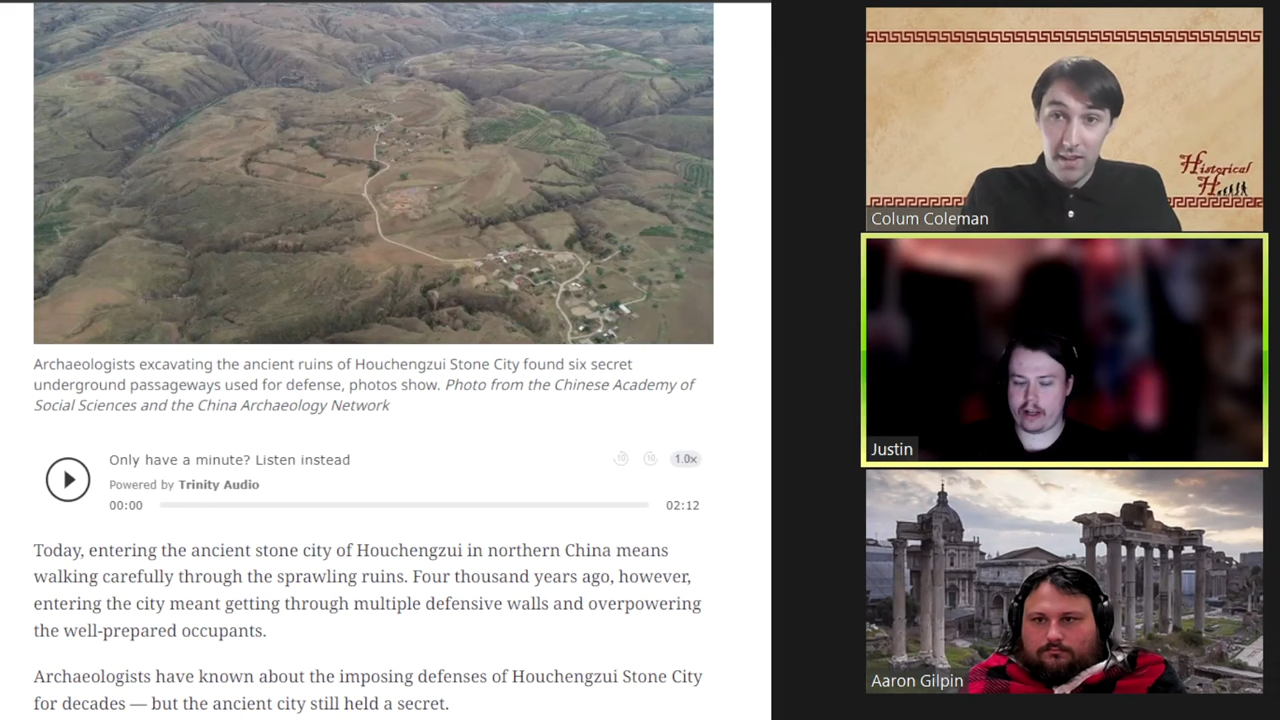 Archaeologists excavating the ancient ruins of Houchengzui Stone City found six secret
underground passageways used for defense, photos show. Photo from the Chinese Academy of
Social Sciences and the China Archaeology Network
Only have a minute? Listen instead
10
10
1.0x
Powered by Trinity Audio
00:00
02:12
Today, entering the ancient stone city of Houchengzui in northern China means
walking carefully through the sprawling ruins. Four thousand years ago, however,
entering the city meant getting through multiple defensive walls and overpowering
the well-prepared occupants.
Archaeologists have known about the imposing defenses of Houchengzui Stone City
for decades — but the ancient city still held a secret.
Historical
H
Colum Coleman
Justin
Aaron Gilpin